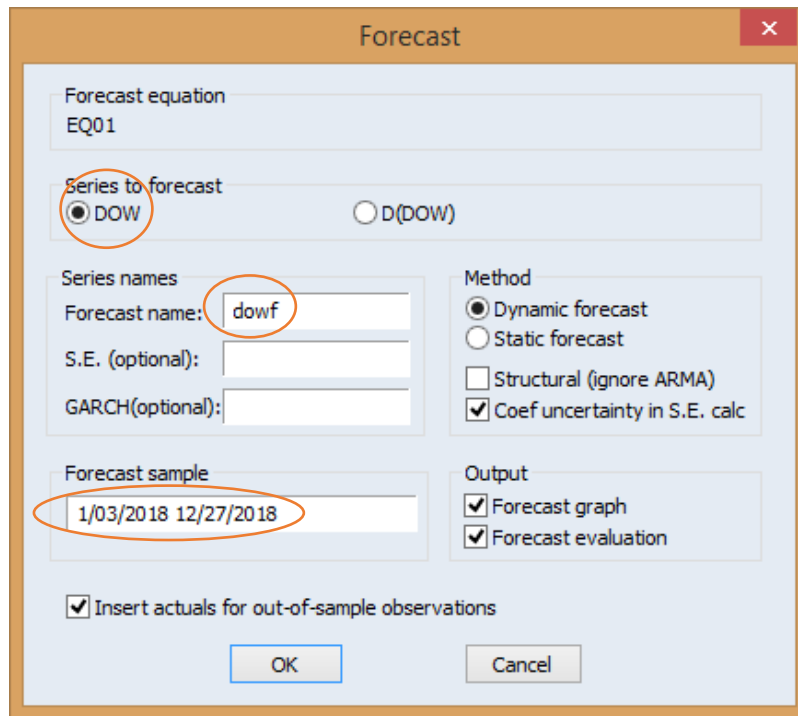 Forecast
Forecast equation
EQ01
Series to forecast
DOW D(DOW)
Series names
Forecast name: dowf
S.E. (optional):
GARCH(optional):
Method
Dynamic forecast
Static forecast
Structural (ignore ARMA)
Coef uncertainty in S.E. calc
Forecast sample
1/03/2018 12/27/2018
Output
Forecast graph
Forecast evaluation
Insert actuals for out-of-sample observations
OK Cancel